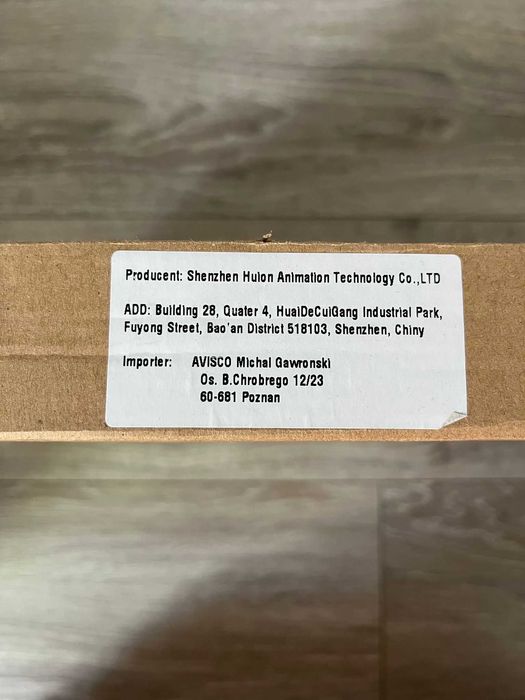 Producent: Shenzhen Huion Animation Technology Co.,LTD
ADD: Building 28, Quater 4, HuaiDeCuiGang Industrial Park,
Fuyong Street, Bao'an District 518103, Shenzhen, Chiny
Importer: AVISCO Michal Gawronski
Os. B.Chrobrego 12/23
60-681 Poznan